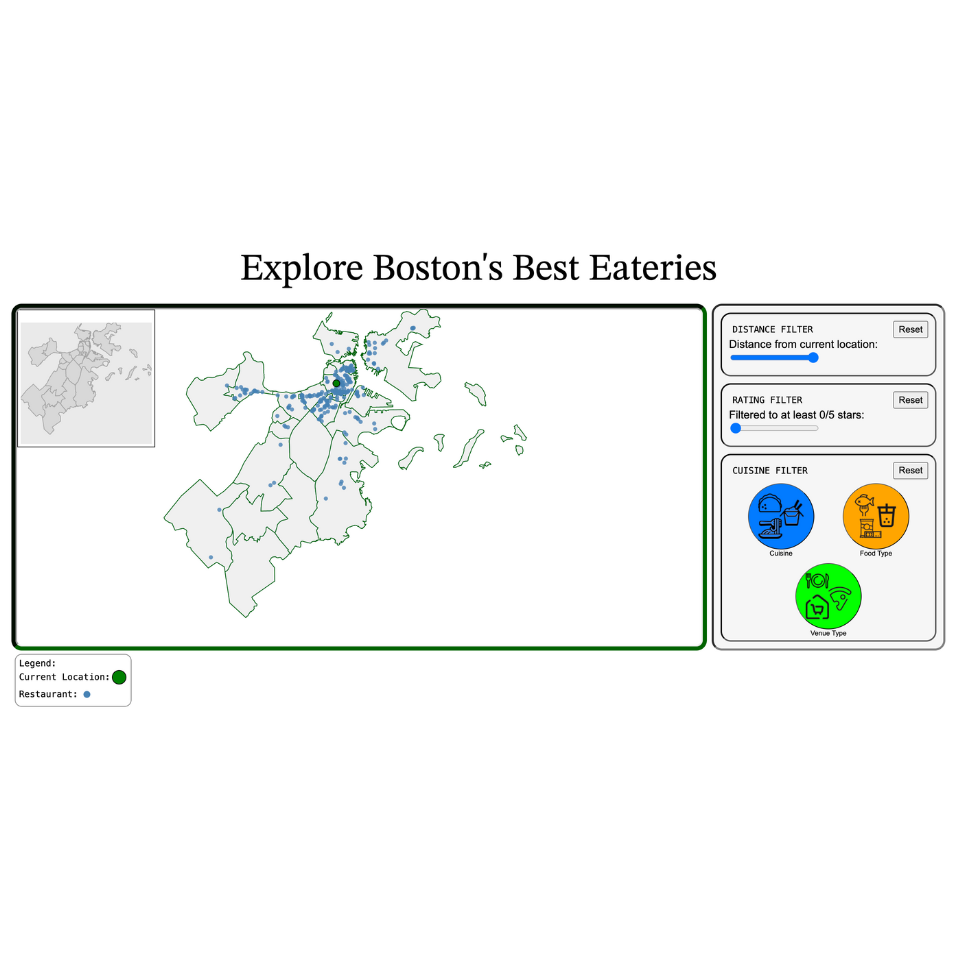 Explore Boston's Best Eateries
DISTANCE FILTER
Reset
Distance from current location:
RATING FILTER
Reset
Filtered to at least 0/5 stars:
CUISINE FILTER
Reset
Cuisine
Food Type
Venue Type
Legend:
Current Location:
Restaurant: